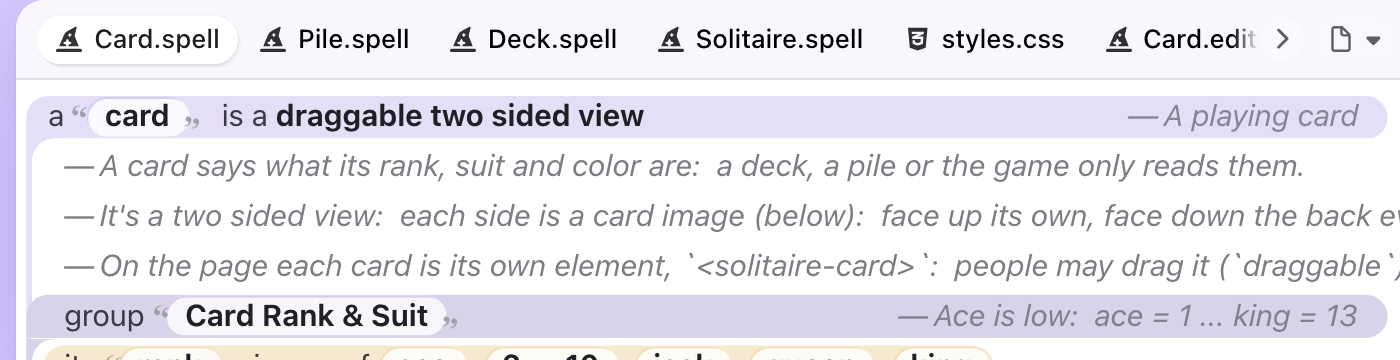 Card.spell Pile.spell Deck.spell Solitaire.spell styles.css Card.edit
a “ card ” is a draggable two sided view — A playing card
— A card says what its rank, suit and color are: a deck, a pile or the game only reads them.
— It's a two sided view: each side is a card image (below): face up its own, face down the back
— On the page each card is its own element, `<solitaire-card>`: people may drag it (`draggable`)
group “ Card Rank & Suit ” — Ace is low: ace = 1 ... king = 13